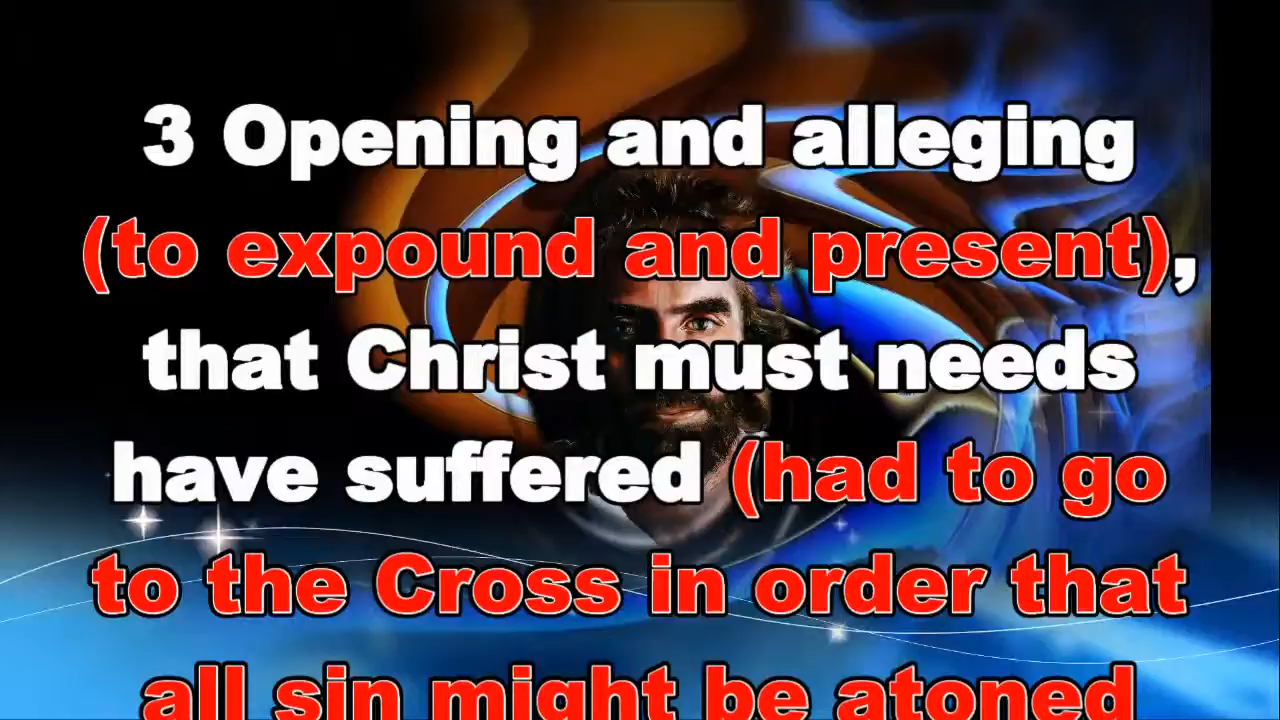 3 Opening and alleging
(to expound and present),
that Christ must needs
have suffered (had to go
to the Cross in order that
all sin might be atoned